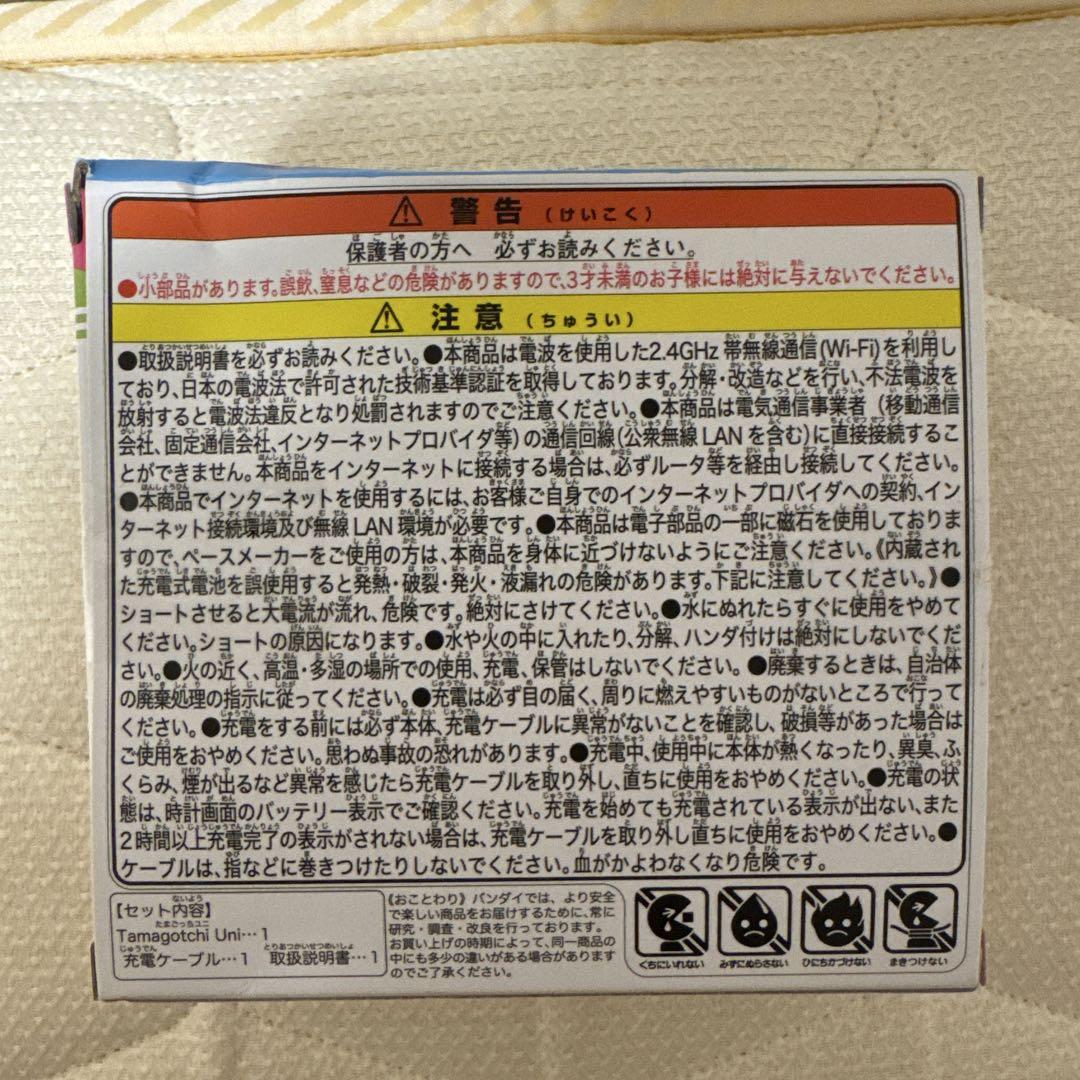 ⚠ 警告（けいこく）
保護者の方へ 必ずお読みください。
●小部品があります。誤飲、窒息などの危険がありますので、3才未満のお子様には絶対に与えないでください。
⚠ 注意（ちゅうい）
●取扱説明書を必ずお読みください。●本商品は電波を使用した2.4GHz 帯無線通信(Wi-Fi)を利用し
ており、日本の電波法で許可された技術基準認証を取得しております。分解・改造などを行い、不法電波を
放射すると電波法違反となり処罰されますのでご注意ください。●本商品は電気通信事業者（移動通信
会社、固定通信会社、インターネットプロバイダ等）の通信回線(公衆無線 LAN を含む)に直接接続するこ
とができません。本商品をインターネットに接続する場合は、必ずルータ等を経由し接続してください。
●本商品でインターネットを使用するには、お客様ご自身でのインターネットプロバイダへの契約、イン
ターネット接続環境及び無線 LAN 環境が必要です。●本商品は電子部品の一部に磁石を使用しておりま
すので、ペースメーカーをご使用の方は、本商品を身体に近づけないようにご注意ください。《内蔵され
た充電式電池を誤使用すると発熱・破裂・発火・液漏れの危険があります。下記に注意してください。》●
ショートさせると大電流が流れ、危険です。絶対にさけてください。●水にぬれたらすぐに使用をやめて
ください。ショートの原因になります。●水や火の中に入れたり、分解、ハンダ付けは絶対にしないでくだ
さい。●火の近く、高温・多湿の場所での使用、充電、保管はしないでください。●廃棄するときは、自治体
の廃棄処理の指示に従ってください。●充電は必ず目の届く、周りに燃えやすいものがないところで行って
ください。●充電をする前には必ず本体、充電ケーブルに異常がないことを確認し、破損等があった場合は
ご使用をおやめください。思わぬ事故の恐れがあります。●充電中、使用中に本体が熱くなったり、異臭、ふ
くらみ、煙が出るなど異常を感じたら充電ケーブルを取り外し、直ちに使用をおやめください。●充電の状
態は、時計画面のバッテリー表示でご確認ください。充電を始めても充電されている表示が出ない、また
2時間以上充電完了の表示がされない場合は、充電ケーブルを取り外し直ちに使用をおやめください。●
ケーブルは、指などに巻きつけたりしないでください。血がかよわなくなり危険です。
【セット内容】
たまごっちユニ
Tamagotchi Uni…1
充電ケーブル…1 取扱説明書…1
《おことわり》バンダイでは、より安全
で楽しい商品をお届けするために、常に
研究・調査・改良を行っております。
お買い上げの時期によって、同一商品の
中にも多少の違いがある場合があります
のでご了承ください。
くちにいれない みずにぬらさない ひにちかづけない まきつけない